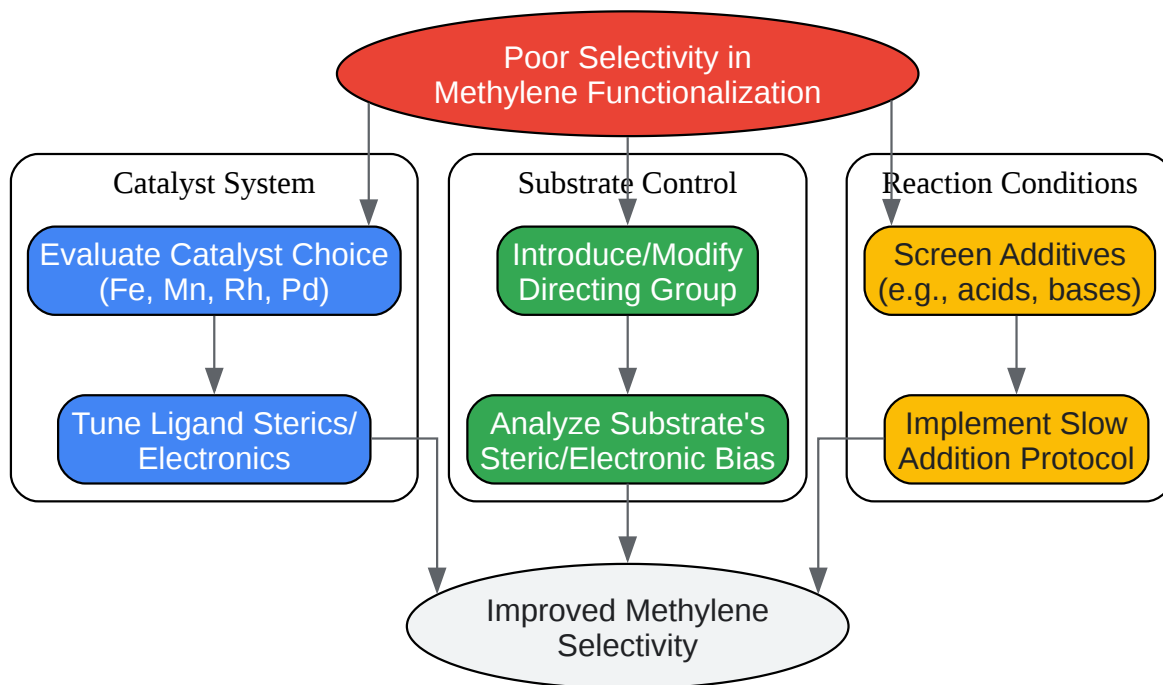 Poor Selectivity in
Methylene Functionalization
Catalyst System
Substrate Control
Reaction Conditions
Evaluate Catalyst Choice
(Fe, Mn, Rh, Pd)
Introduce/Modify
Directing Group
Screen Additives
(e.g., acids, bases)
Tune Ligand Sterics/
Electronics
Analyze Substrate's
Steric/Electronic Bias
Implement Slow
Addition Protocol
Improved Methylene
Selectivity